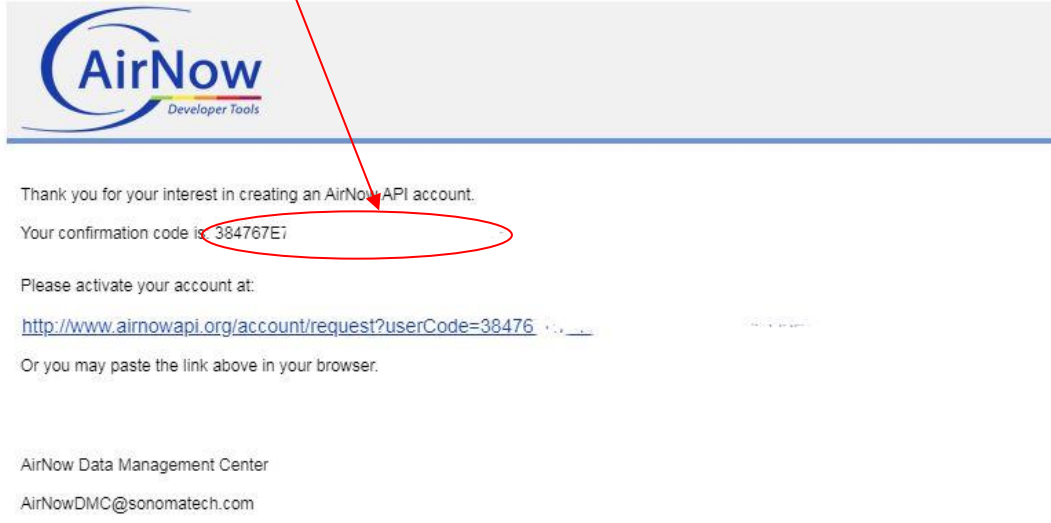 AirNow
Developer Tools
Thank you for your interest in creating an AirNow API account.
Your confirmation code is: 384767E7
Please activate your account at:
http://www.airnowapi.org/account/request?userCode=38476
Or you may paste the link above in your browser.
AirNow Data Management Center
AirNowDMC@sonomatech.com